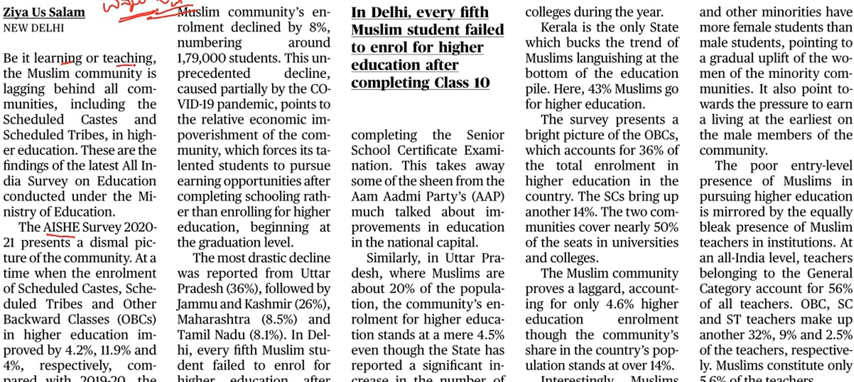 Ziya Us Salam
NEW DELHI
Be it learning or teaching,
the Muslim community is
lagging behind all com-
munities, including the
Scheduled Castes and
Scheduled Tribes, in high-
er education. These are the
findings of the latest All In-
dia Survey on Education
conducted under the Mi-
nistry of Education.
The AISHE Survey 2020-
21 presents a dismal pic-
ture of the community. At a
time when the enrolment
of Scheduled Castes, Sche-
duled Tribes and Other
Backward Classes (OBCs)
in higher education im-
proved by 4.2%, 11.9% and
4%, respectively, com-
pared with 2019-20, the
Muslim community's en-
rolment declined by 8%,
numbering around
1,79,000 students. This un-
precedented decline,
caused partially by the CO-
VID-19 pandemic, points to
the relative economic im-
poverishment of the com-
munity, which forces its ta-
lented students to pursue
earning opportunities after
completing schooling rath-
er than enrolling for higher
education, beginning at
the graduation level.
The most drastic decline
was reported from Uttar
Pradesh (36%), followed by
Jammu and Kashmir (26%),
Maharashtra (8.5%) and
Tamil Nadu (8.1%). In Del-
hi, every fifth Muslim stu-
dent failed to enrol for
higher education after
In Delhi, every fifth
Muslim student failed
to enrol for higher
education after
completing Class 10
completing the Senior
School Certificate Exami-
nation. This takes away
some of the sheen from the
Aam Aadmi Party's (AAP)
much talked about im-
provements in education
in the national capital.
Similarly, in Uttar Pra-
desh, where Muslims are
about 20% of the popula-
tion, the community's en-
rolment for higher educa-
tion stands at a mere 4.5%
even though the State has
reported a significant in-
crease in the number of
colleges during the year.
Kerala is the only State
which bucks the trend of
Muslims languishing at the
bottom of the education
pile. Here, 43% Muslims go
for higher education.
The survey presents a
bright picture of the OBCs,
which accounts for 36% of
the total enrolment in
higher education in the
country. The SCs bring up
another 14%. The two com-
munities cover nearly 50%
of the seats in universities
and colleges.
The Muslim community
proves a laggard, account-
ing for only 4.6% higher
education enrolment
though the community's
share in the country's pop-
ulation stands at over 14%.
Interestingly, Muslims
and other minorities have
more female students than
male students, pointing to
a gradual uplift of the wo-
men of the minority com-
munities. It also point to-
wards the pressure to earn
a living at the earliest on
the male members of the
community.
The poor entry-level
presence of Muslims in
pursuing higher education
is mirrored by the equally
bleak presence of Muslim
teachers in institutions. At
an all-India level, teachers
belonging to the General
Category account for 56%
of all teachers. OBC, SC
and ST teachers make up
another 32%, 9% and 2.5%
of the teachers, respective-
ly. Muslims constitute only
5.6% of the teachers